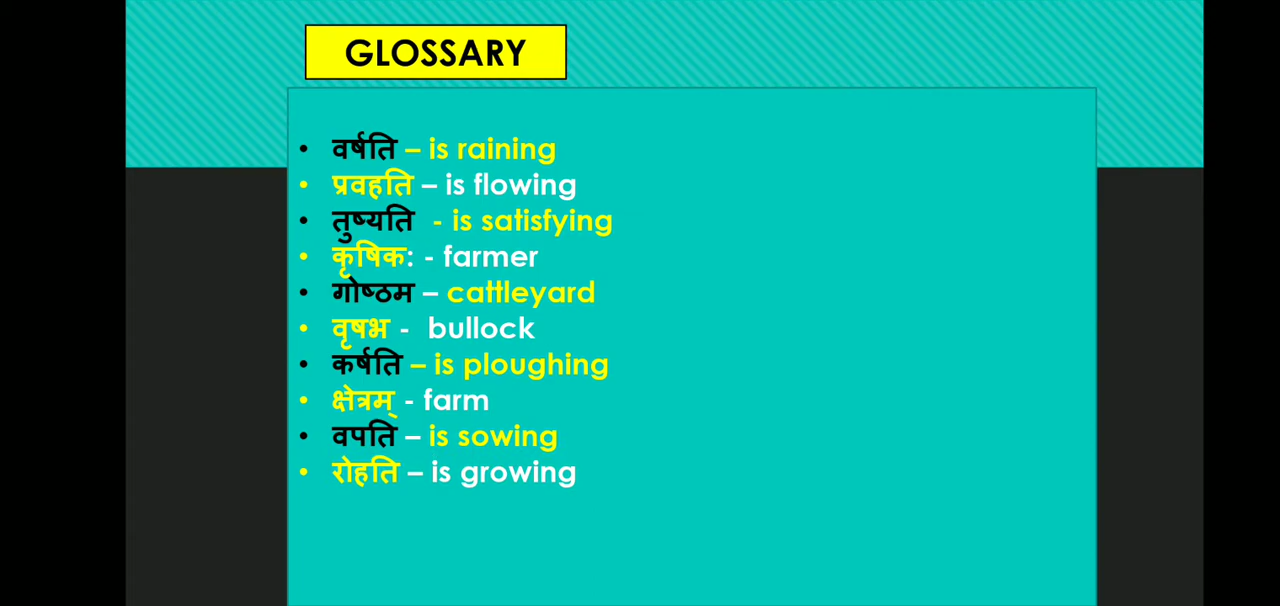 GLOSSARY
• वर्षति – is raining
• प्रवहति – is flowing
• तुष्यति - is satisfying
• कृषिक: - farmer
• गोष्ठम – cattleyard
• वृषभ - bullock
• कर्षति – is ploughing
• क्षेत्रम् - farm
• वपति – is sowing
• रोहति – is growing